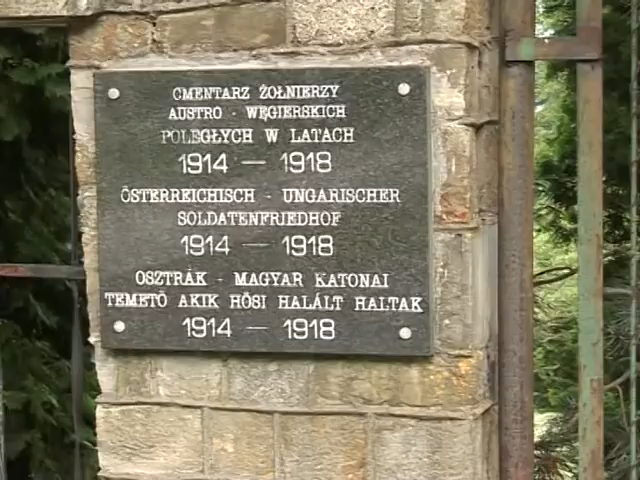 CMENTARZ ŻOŁNIERZY
AUSTRO - WĘGIERSKICH
POLEGŁYCH W LATACH
1914 — 1918
ÖSTERREICHISCH - UNGARISCHER
SOLDATENFRIEDHOF
1914 — 1918
OSZTRÁK - MAGYAR KATONAI
TEMETŐ AKIK HŐSI HALÁLT HALTAK
1914 — 1918